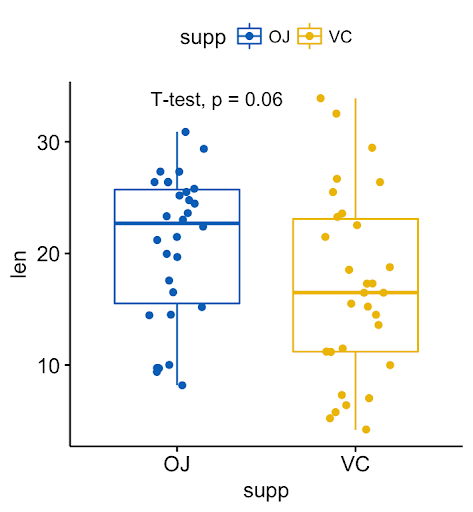 supp OJ VC
T-test, p = 0.06
30
20
10
len
OJ VC
supp